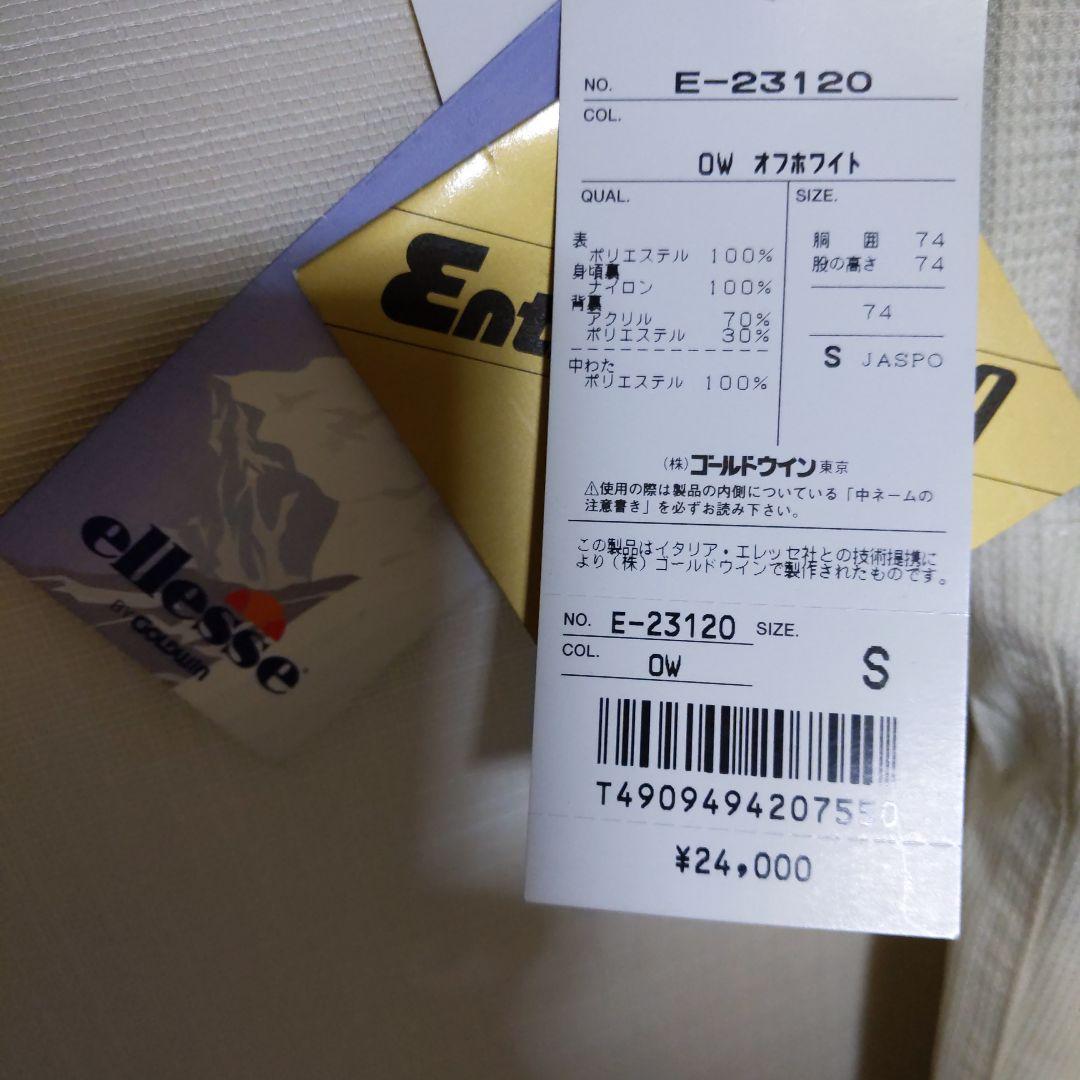 NO. E-23120
COL.
OW オフホワイト
QUAL.
表
ポリエステル 100%
身頃裏
ナイロン 100%
背裏
アクリル 70%
ポリエステル 30%
中わた
ポリエステル 100%
SIZE.
胴囲 74
股の高さ 74
74
S JASPO
(株)ゴールドウイン東京
⚠使用の際は製品の内側についている「中ネームの
注意書き」を必ずお読み下さい。
この製品はイタリア・エレッセ社との技術提携に
より(株)ゴールドウインで製作されたものです。
NO. E-23120 SIZE.
COL. OW
S
T4909494207550
¥24,000
ellesse
BY GOLDWIN